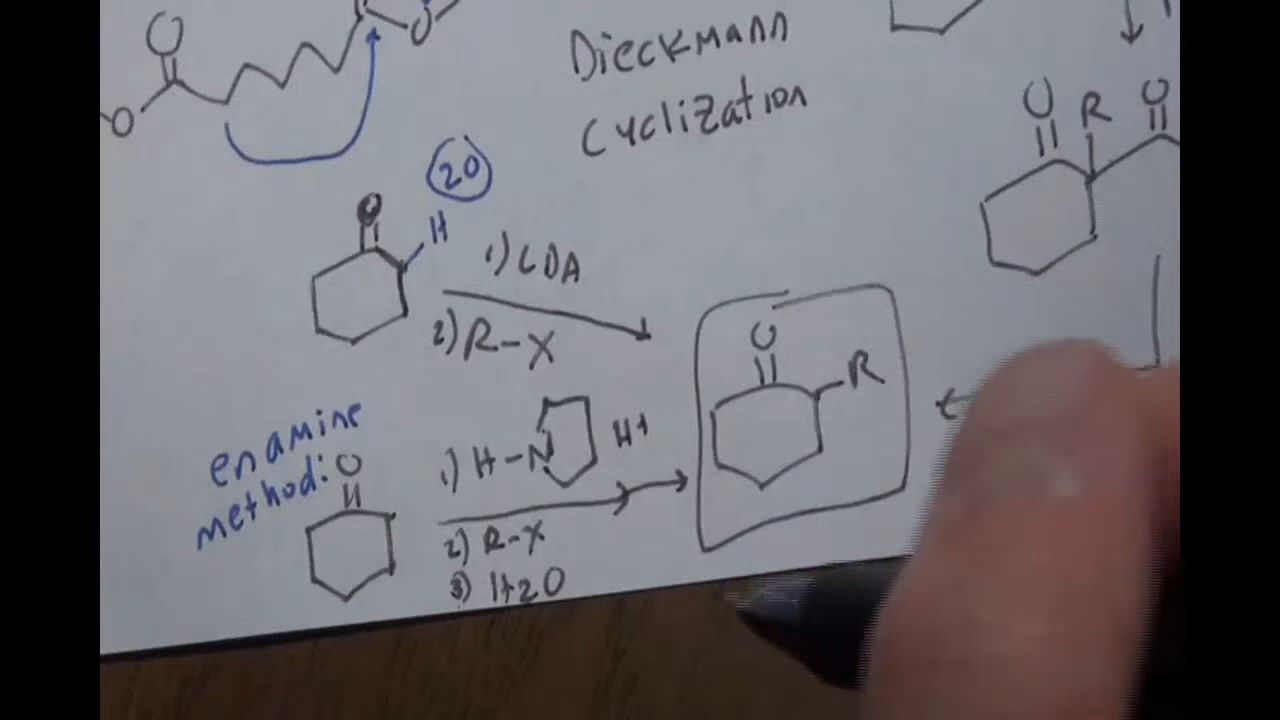 Dieckmann
Cyclization
O
O
O
O
R
O
20
O
H
1) LDA
2) R-X
O
R
enamine
method:
O
1) H-N
H+
2) R-X
3) H2O